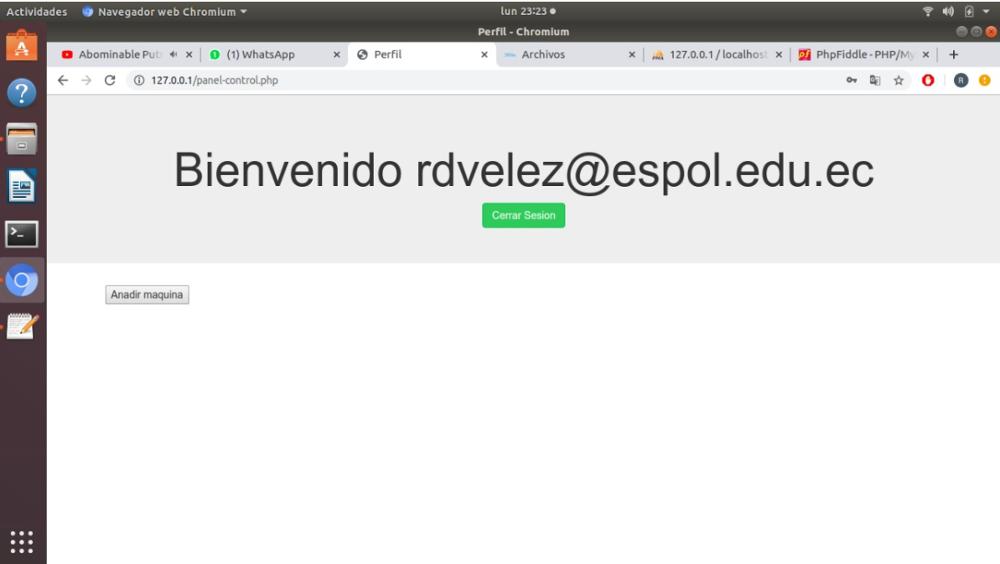 Actividades Navegador web Chromium lun 23:23
Perfil - Chromium
Abominable Put (1) WhatsApp Perfil Archivos 127.0.0.1 / localhost PhpFiddle - PHP/My
127.0.0.1/panel-control.php R
Bienvenido rdvelez@espol.edu.ec
Cerrar Sesion
Anadir maquina